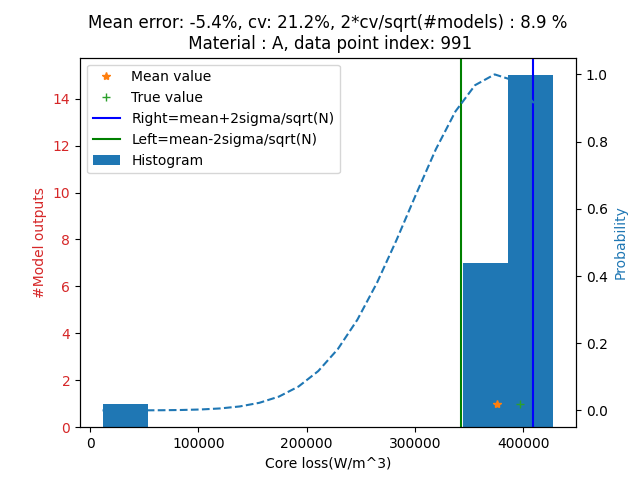 Mean error: -5.4%, cv: 21.2%, 2*cv/sqrt(#models) : 8.9 %
Material : A, data point index: 991
Mean value
True value
Right=mean+2sigma/sqrt(N)
Left=mean-2sigma/sqrt(N)
Histogram
#Model outputs
14
12
10
8
6
4
2
0
1.0
0.8
0.6
0.4
0.2
0.0
Probability
0
100000
200000
300000
400000
Core loss(W/m^3)